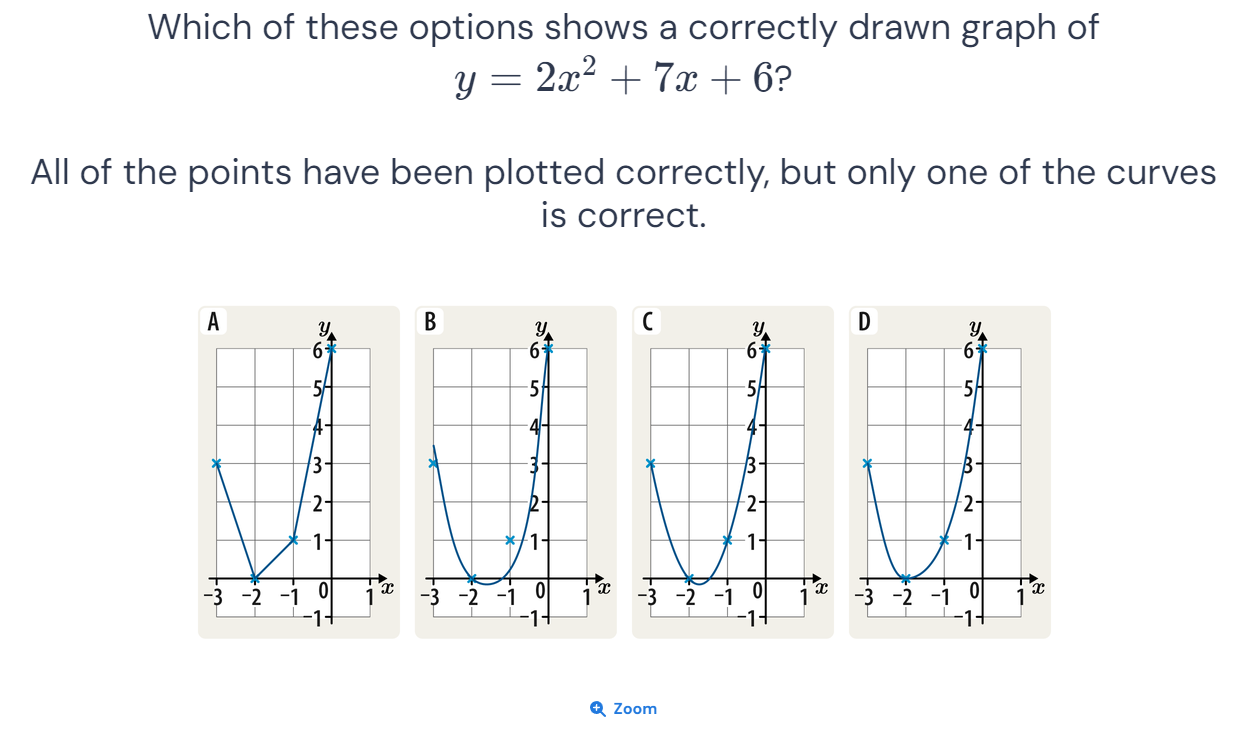 Which of these options shows a correctly drawn graph of
y = 2x² + 7x + 6?
All of the points have been plotted correctly, but only one of the curves
is correct.
A
y
6
5
4
3
2
1
−3 −2 −1 0 1 x
−1
B
y
6
5
4
3
2
1
−3 −2 −1 0 1 x
−1
C
y
6
5
4
3
2
1
−3 −2 −1 0 1 x
−1
D
y
6
5
4
3
2
1
−3 −2 −1 0 1 x
−1
Zoom